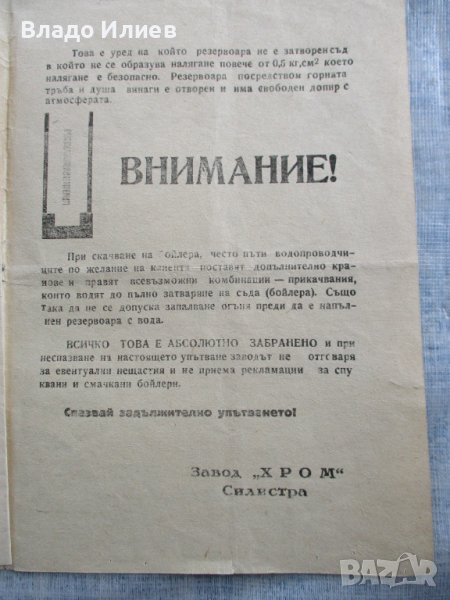 Владо Илиев
Това е уред на който резервоара не е затворен съд
в който не се образува налягане повече от 0,5 кг,см² което
налягане е безопасно. Резервоара посредством горната
тръба и душа винаги е отворен и има свободен допир с
атмосферата.
ВНИМАНИЕ!
При скачване на бойлера, често пъти водопроводчи-
ците по желание на клиента поставят допълнително кра-
нове и правят всевъзможни комбинации — прикачвания,
които водят до пълно затваряне на съда (бойлера). Също
така да не се допуска запалване огъня преди да е напъл-
нен резервоара с вода.
ВСИЧКО ТОВА Е АБСОЛЮТНО ЗАБРАНЕНО и при
неспазване на настоящето упътване заводът не отговаря
за евентуални нещастия и не приема рекламации за спу
квани и смачкани бойлери.
Спазвай задължително упътването!
Завод „ХРОМ“
Силистра
BAZAR